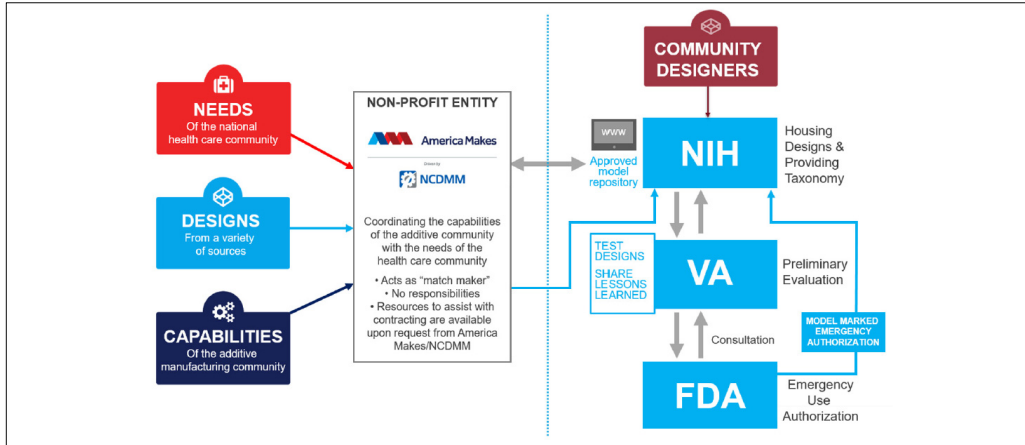 NEEDS
Of the national
health care community
DESIGNS
From a variety
of sources
CAPABILITIES
Of the additive
manufacturing community
NON-PROFIT ENTITY
America Makes
Driven by
NCDMM
Coordinating the capabilities
of the additive community
with the needs of the
health care community
• Acts as “match maker”
• No responsibilities
• Resources to assist with
contracting are available
upon request from America
Makes/NCDMM
COMMUNITY
DESIGNERS
WWW
Approved
model
repository
NIH
Housing
Designs &
Providing
Taxonomy
TEST
DESIGNS
SHARE
LESSONS
LEARNED
VA
Preliminary
Evaluation
MODEL MARKED
EMERGENCY
AUTHORIZATION
Consultation
FDA
Emergency
Use
Authorization